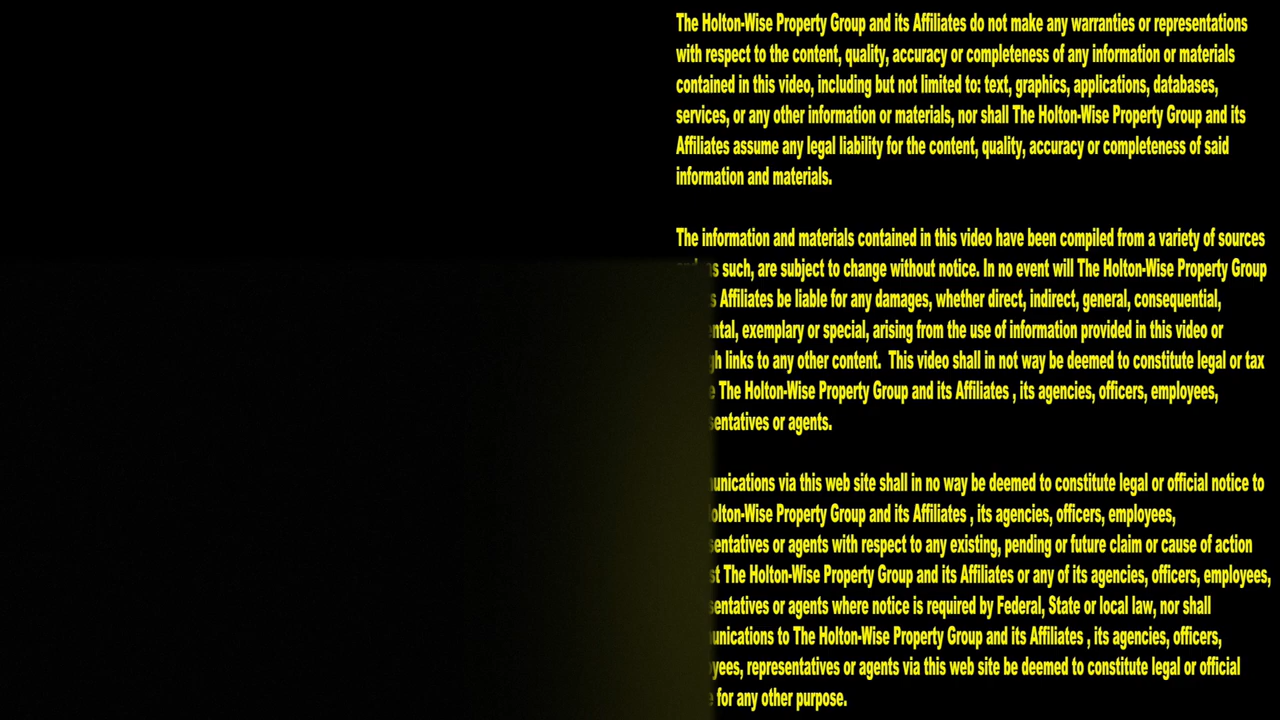 The Holton-Wise Property Group and its Affiliates do not make any warranties or representations
with respect to the content, quality, accuracy or completeness of any information or materials
contained in this video, including but not limited to: text, graphics, applications, databases,
services, or any other information or materials, nor shall The Holton-Wise Property Group and its
Affiliates assume any legal liability for the content, quality, accuracy or completeness of said
information and materials.
The information and materials contained in this video have been compiled from a variety of sources
such, are subject to change without notice. In no event will The Holton-Wise Property Group
Affiliates be liable for any damages, whether direct, indirect, general, consequential,
exemplary or special, arising from the use of information provided in this video or
links to any other content. This video shall in not way be deemed to constitute legal or tax
The Holton-Wise Property Group and its Affiliates , its agencies, officers, employees,
or agents.
via this web site shall in no way be deemed to constitute legal or official notice to
Property Group and its Affiliates , its agencies, officers, employees,
or agents with respect to any existing, pending or future claim or cause of action
The Holton-Wise Property Group and its Affiliates or any of its agencies, officers, employees,
or agents where notice is required by Federal, State or local law, nor shall
to The Holton-Wise Property Group and its Affiliates , its agencies, officers,
representatives or agents via this web site be deemed to constitute legal or official
for any other purpose.